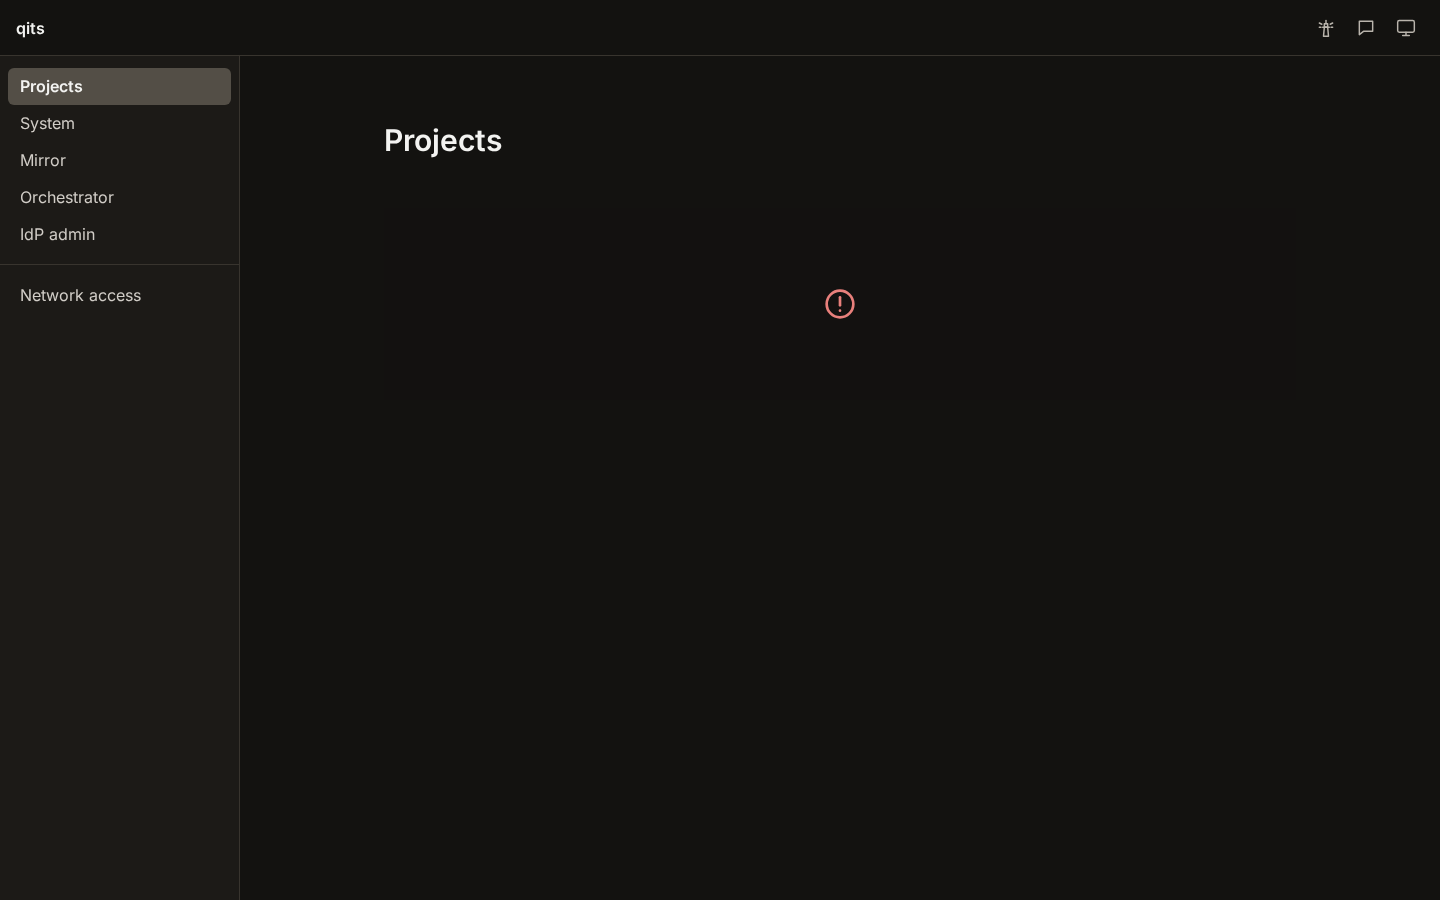 qits
Projects
System
Mirror
Orchestrator
IdP admin
Network access
Projects